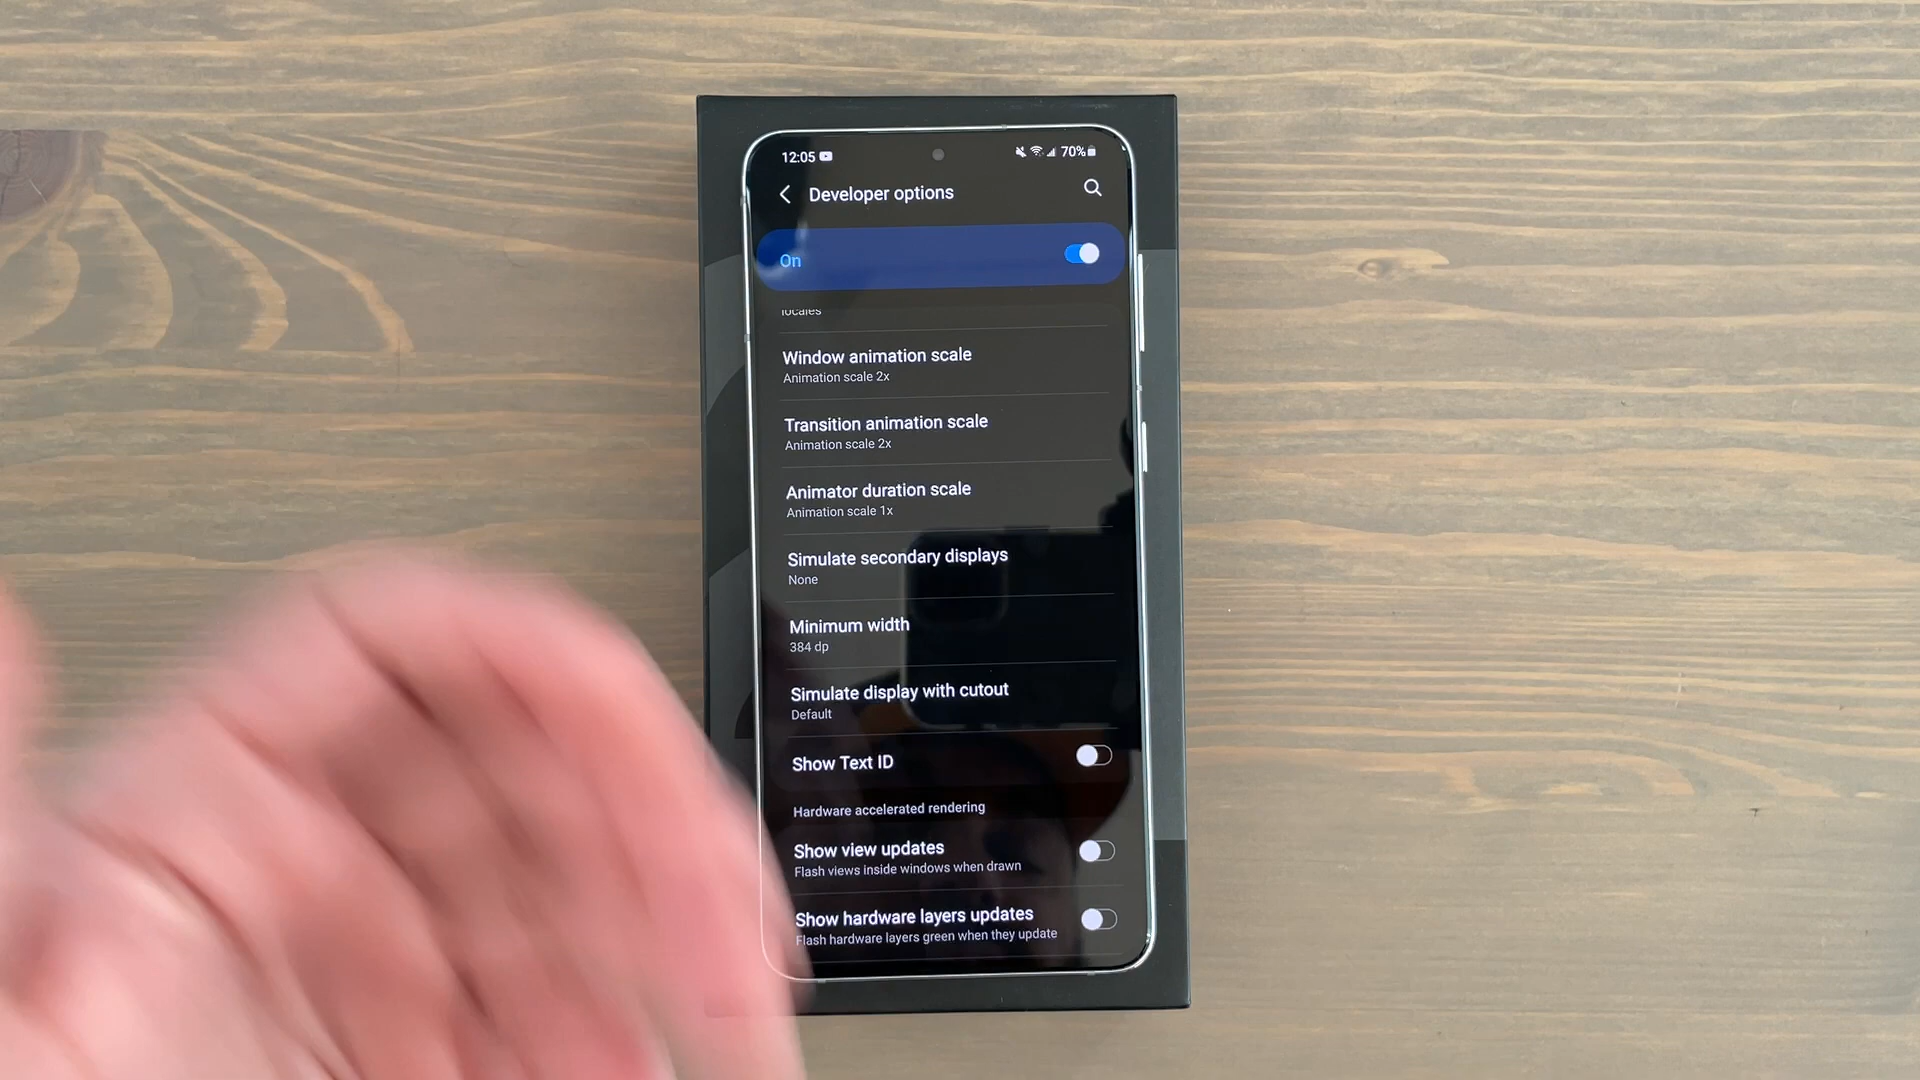 12:05
70%
Developer options
On
locales
Window animation scale
Animation scale 2x
Transition animation scale
Animation scale 2x
Animator duration scale
Animation scale 1x
Simulate secondary displays
None
Minimum width
384 dp
Simulate display with cutout
Default
Show Text ID
Hardware accelerated rendering
Show view updates
Flash views inside windows when drawn
Show hardware layers updates
Flash hardware layers green when they update